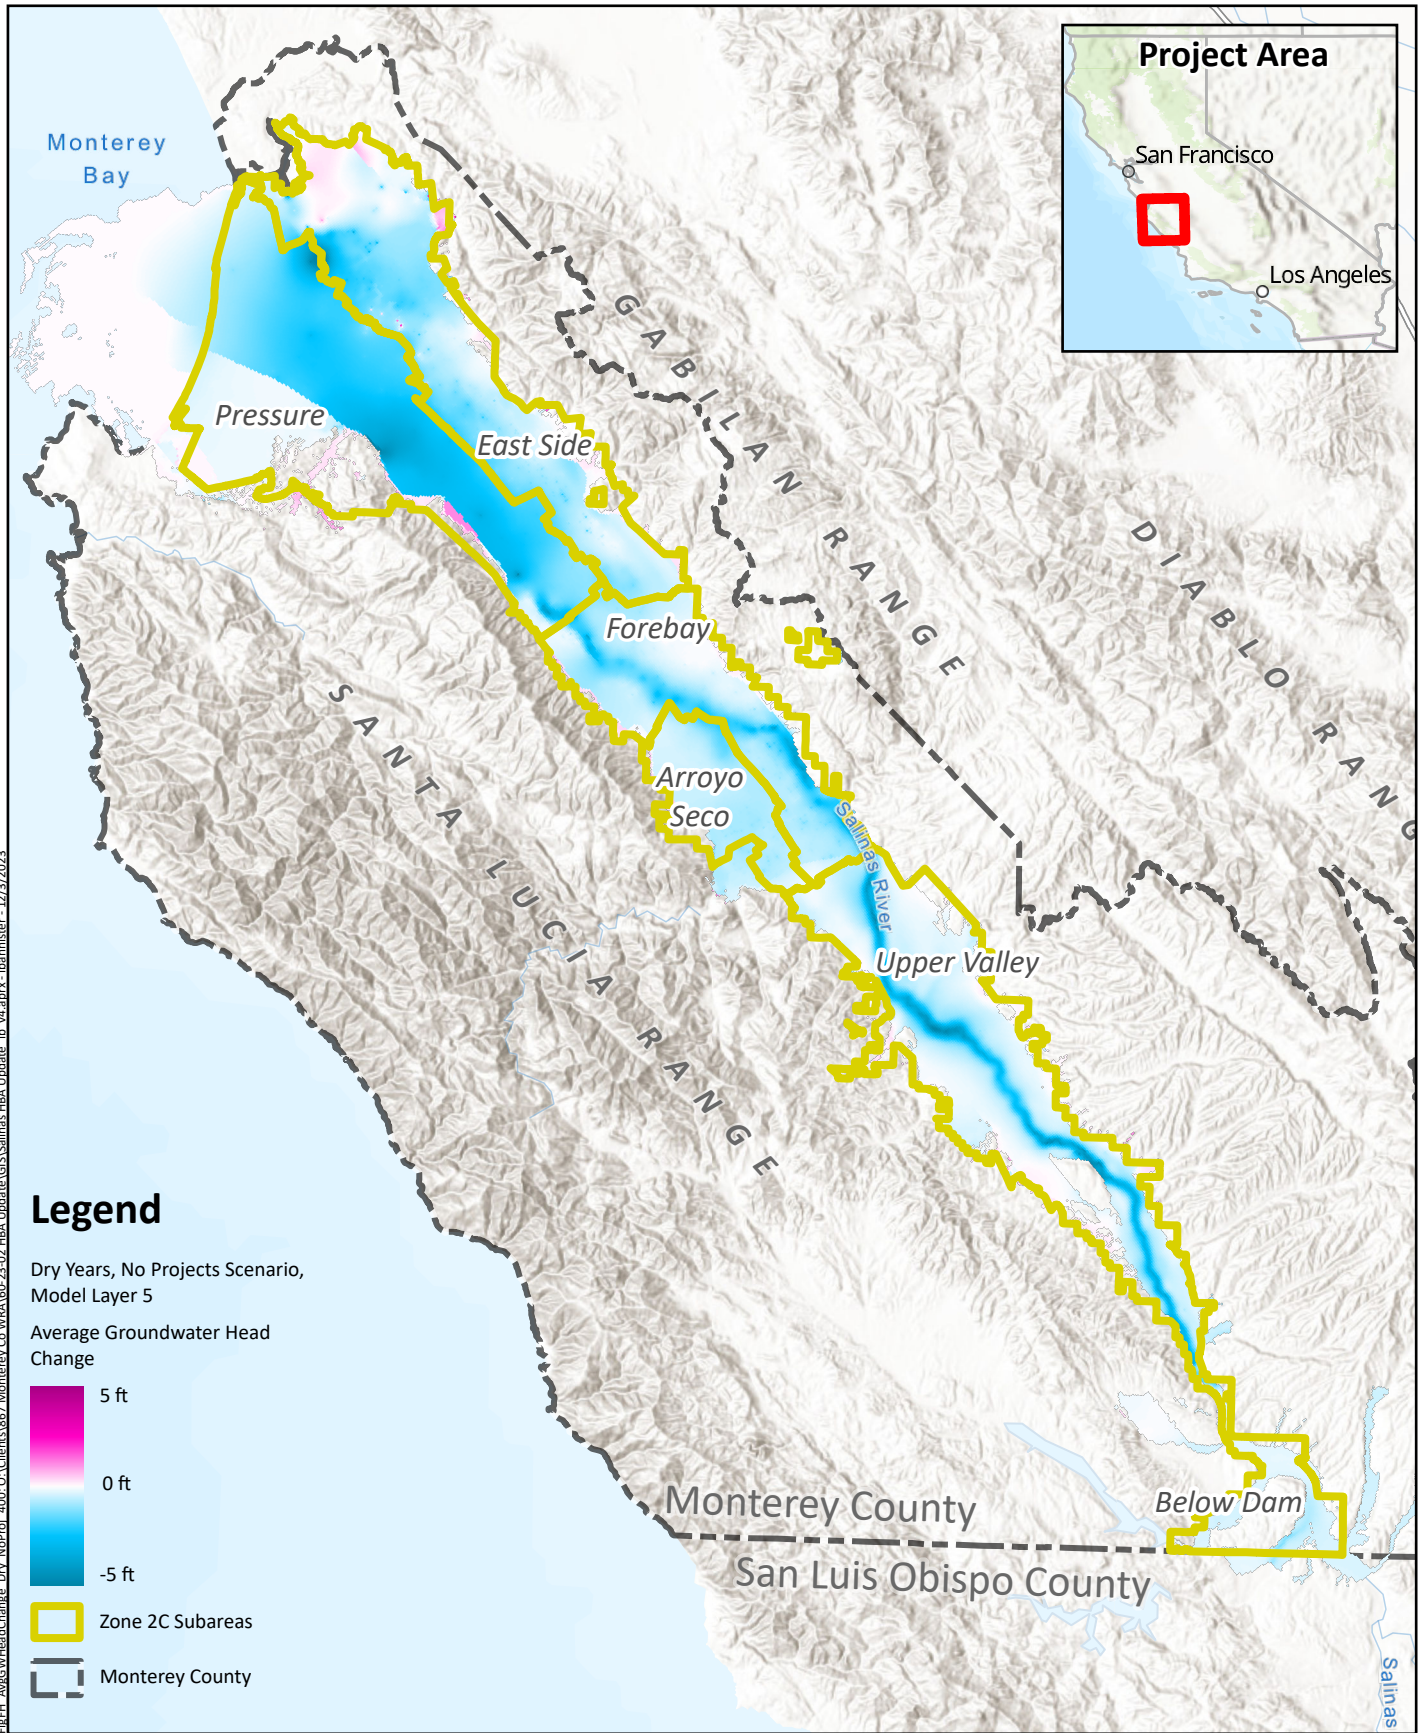 Project Area
San Francisco
Los Angeles
Monterey
Bay
GABILAN RANGE
DIABLO RANG
Pressure
East Side
Forebay
SANTA LUCIA RANGE
Arroyo
Seco
Salinas River
Upper Valley
Below Dam
Monterey County
San Luis Obispo County
Salinas
Legend
Dry Years, No Projects Scenario,
Model Layer 5
Average Groundwater Head
Change
5 ft
0 ft
-5 ft
Zone 2C Subareas
Monterey County